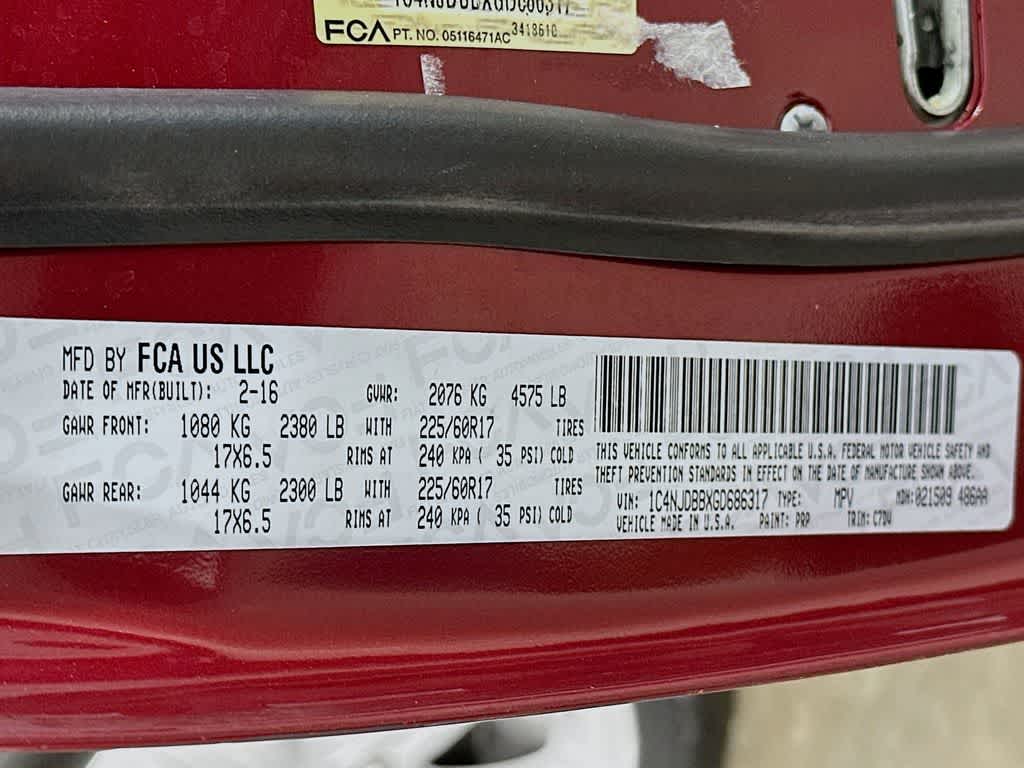 FCA PT. NO. 05116471AC 3418610
MFD BY FCA US LLC
DATE OF MFR(BUILT): 2-16 GVWR: 2076 KG 4575 LB
GAWR FRONT: 1080 KG 2380 LB WITH 225/60R17 TIRES
17X6.5 RIMS AT 240 KPA ( 35 PSI) COLD
GAWR REAR: 1044 KG 2300 LB WITH 225/60R17 TIRES
17X6.5 RIMS AT 240 KPA ( 35 PSI) COLD
THIS VEHICLE CONFORMS TO ALL APPLICABLE U.S.A. FEDERAL MOTOR VEHICLE SAFETY AND
THEFT PREVENTION STANDARDS IN EFFECT ON THE DATE OF MANUFACTURE SHOWN ABOVE.
VIN: 1C4NJDBBXGD686317 TYPE: MPV MDH: 021509 486AA
VEHICLE MADE IN U.S.A. PAINT: PRP TRIM: